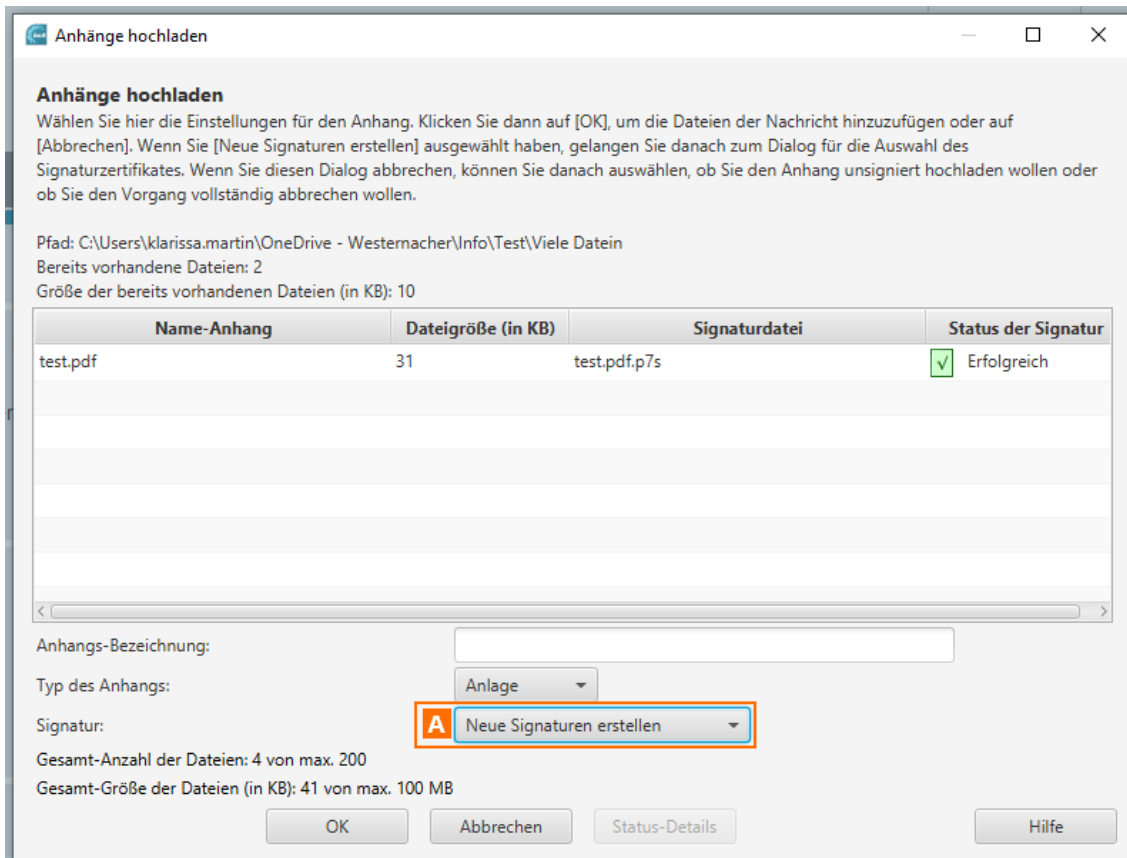 Anhänge hochladen
Anhänge hochladen
Wählen Sie hier die Einstellungen für den Anhang. Klicken Sie dann auf [OK], um die Dateien der Nachricht hinzuzufügen oder auf
[Abbrechen]. Wenn Sie [Neue Signaturen erstellen] ausgewählt haben, gelangen Sie danach zum Dialog für die Auswahl des
Signaturzertifikates. Wenn Sie diesen Dialog abbrechen, können Sie danach auswählen, ob Sie den Anhang unsigniert hochladen wollen oder
ob Sie den Vorgang vollständig abbrechen wollen.
Pfad: C:\Users\klarissa.martin\OneDrive - Westernacher\Info\Test\Viele Datein
Bereits vorhandene Dateien: 2
Größe der bereits vorhandenen Dateien (in KB): 10
Name-Anhang Dateigröße (in KB) Signaturdatei Status der Signatur
test.pdf 31 test.pdf.p7s √ Erfolgreich
Anhangs-Bezeichnung:
Typ des Anhangs: Anlage
Signatur: A Neue Signaturen erstellen
Gesamt-Anzahl der Dateien: 4 von max. 200
Gesamt-Größe der Dateien (in KB): 41 von max. 100 MB
OK Abbrechen Status-Details Hilfe